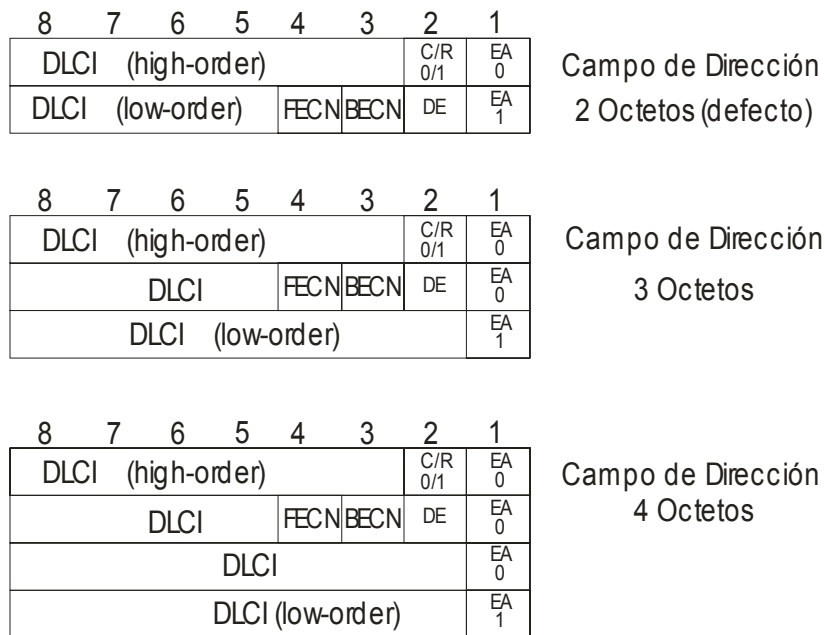 8 7 6 5 4 3 2 1
DLCI (high-order) C/R 0/1 EA 0
DLCI (low-order) FECN BECN DE EA 1
Campo de Dirección
2 Octetos (defecto)
8 7 6 5 4 3 2 1
DLCI (high-order) C/R 0/1 EA 0
DLCI FECN BECN DE EA 0
DLCI (low-order) EA 1
Campo de Dirección
3 Octetos
8 7 6 5 4 3 2 1
DLCI (high-order) C/R 0/1 EA 0
DLCI FECN BECN DE EA 0
DLCI EA 0
DLCI (low-order) EA 1
Campo de Dirección
4 Octetos